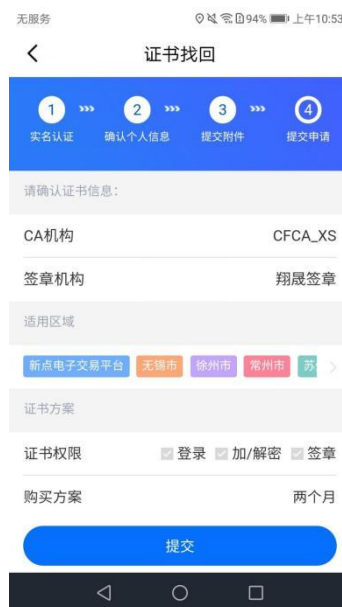 无服务 94% 上午10:53
证书找回
1 2 3 4
实名认证 确认个人信息 提交附件 提交申请
请确认证书信息:
CA机构 CFCA_XS
签章机构 翔晟签章
适用区域
新点电子交易平台 无锡市 徐州市 常州市 苏
证书方案
证书权限 登录 加/解密 签章
购买方案 两个月
提交